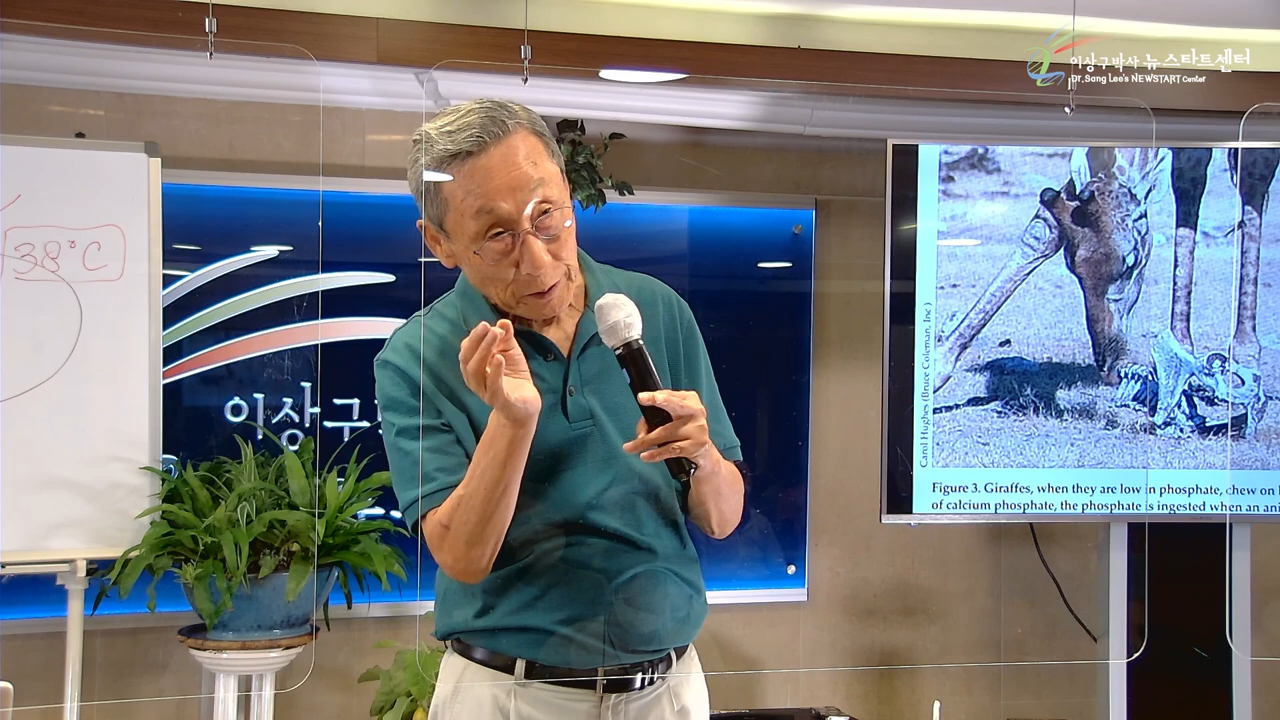 이상구박사 뉴스타트센터
Dr. Sang Lee's NEWSTART Center
38°C
이상구
Carol Hughes (Bruce Coleman, Inc)
Figure 3. Giraffes, when they are low in phosphate, chew on
of calcium phosphate, the phosphate is ingested when an ani